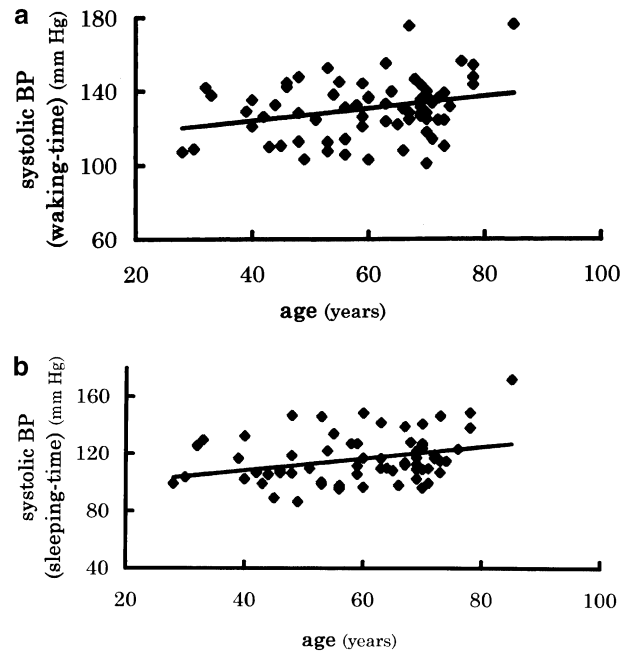 a
systolic BP
(waking-time) (mm Hg)
180
140
100
60
20 40 60 80 100
age (years)
b
systolic BP
(sleeping-time) (mm Hg)
160
120
80
40
20 40 60 80 100
age (years)